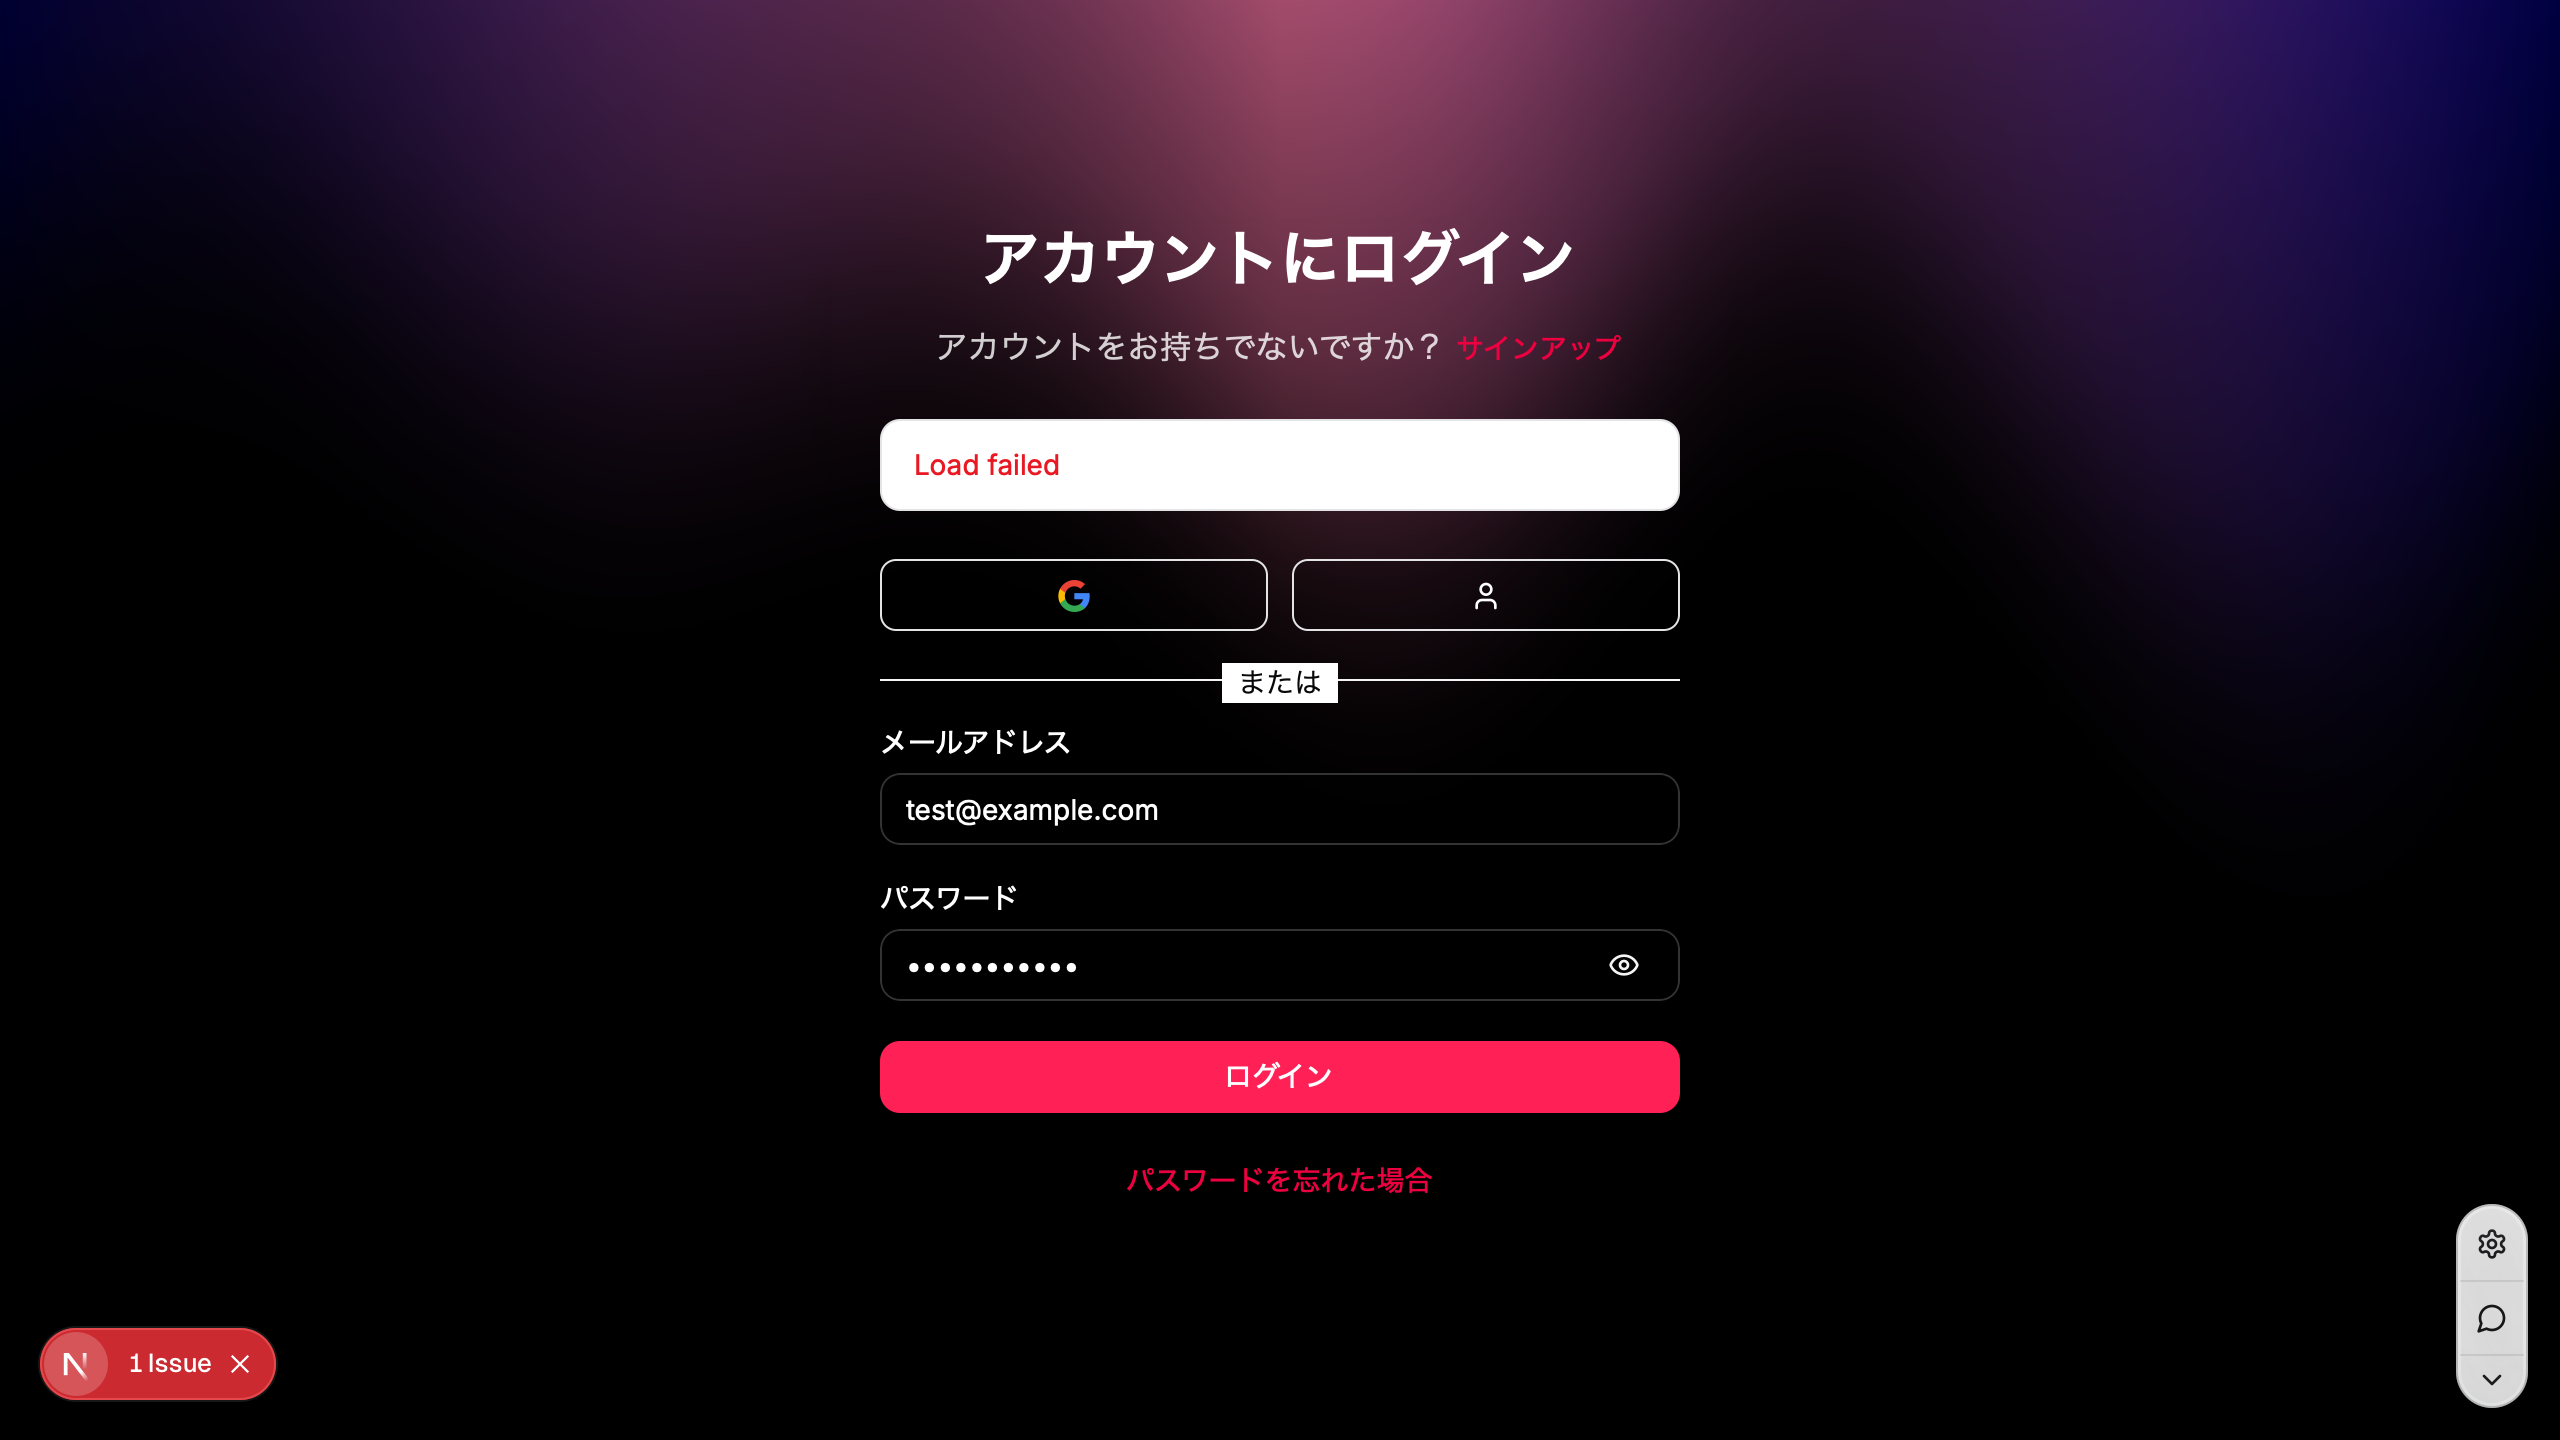 アカウントにログイン
アカウントをお持ちでないですか？ サインアップ
Load failed
または
メールアドレス
test@example.com
パスワード
•••••••••••
ログイン
パスワードを忘れた場合
N 1 Issue